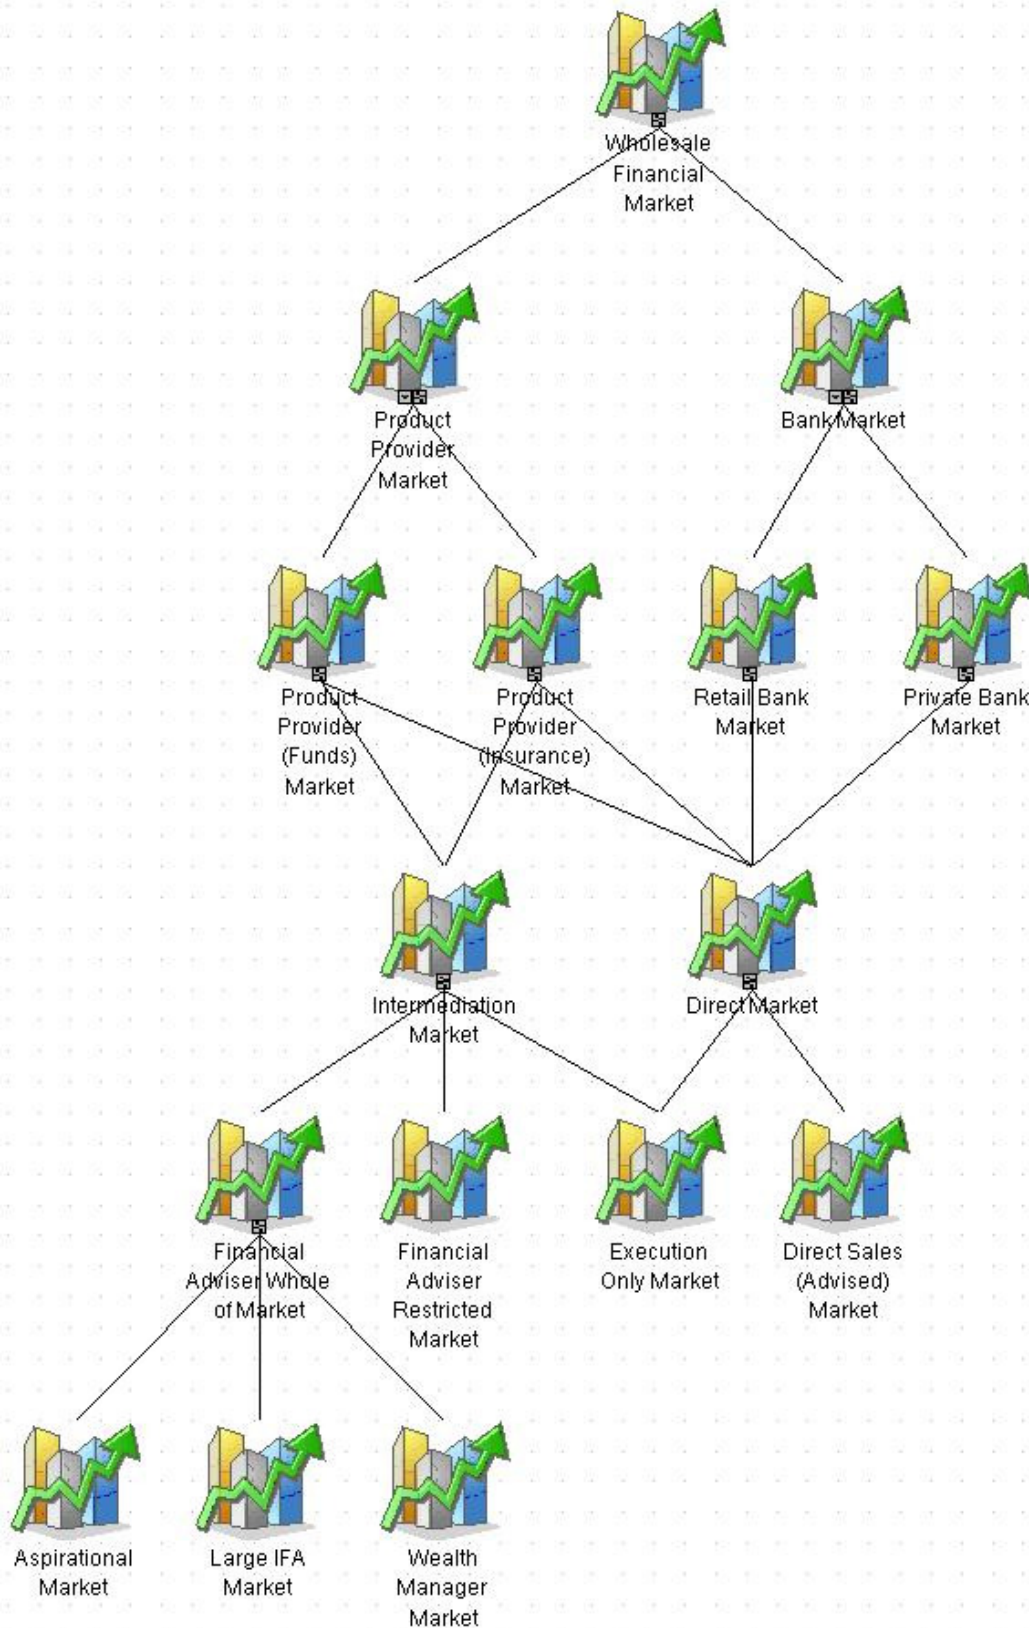 Wholesale
Financial
Market
Product
Provider
Market
Bank Market
Product
Provider
(Funds)
Market
Product
Provider
(Insurance)
Market
Retail Bank
Market
Private Bank
Market
Intermediation
Market
Direct Market
Financial
Adviser Whole
of Market
Financial
Adviser
Restricted
Market
Execution
Only Market
Direct Sales
(Advised)
Market
Aspirational
Market
Large IFA
Market
Wealth
Manager
Market